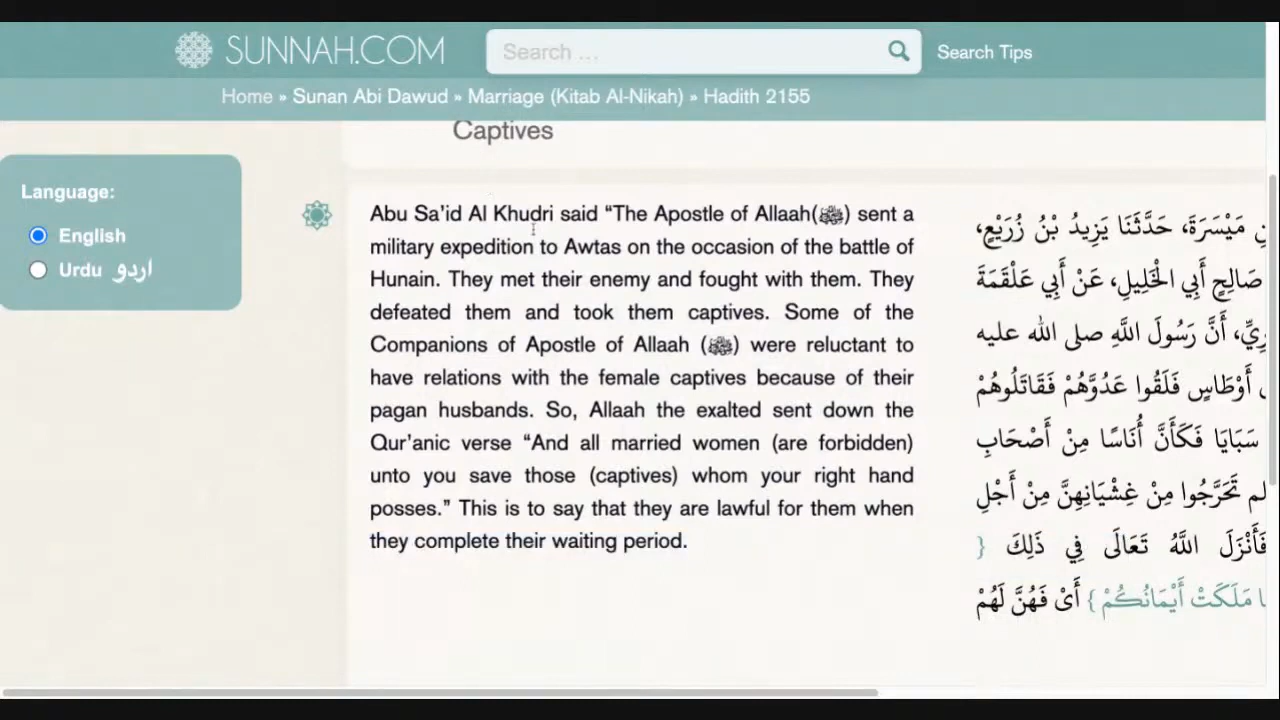 SUNNAH.COM
Search ...
Search Tips
Home » Sunan Abi Dawud » Marriage (Kitab Al-Nikah) » Hadith 2155
Captives
Language:
English
Urdu اردو
Abu Sa’id Al Khudri said “The Apostle of Allaah(ﷺ) sent a
military expedition to Awtas on the occasion of the battle of
Hunain. They met their enemy and fought with them. They
defeated them and took them captives. Some of the
Companions of Apostle of Allaah (ﷺ) were reluctant to
have relations with the female captives because of their
pagan husbands. So, Allaah the exalted sent down the
Qur’anic verse “And all married women (are forbidden)
unto you save those (captives) whom your right hand
posses.” This is to say that they are lawful for them when
they complete their waiting period.
مَيْسَرَةَ، حَدَّثَنَا يَزِيدُ بْنُ زُرَيْعٍ،
صَالِحٍ أَبِي الْخَلِيلِ، عَنْ أَبِي عَلْقَمَةَ
أَنَّ رَسُولَ اللَّهِ صلى الله عليه
أَوْطَاسٍ فَلَقُوا عَدُوَّهُمْ فَقَاتَلُوهُمْ
سَبَايَا فَكَأَنَّ أُنَاسًا مِنْ أَصْحَابِ
تَحَرَّجُوا مِنْ غِشْيَانِهِنَّ مِنْ أَجْلِ
فَأَنْزَلَ اللَّهُ تَعَالَى فِي ذَلِكَ {
مَلَكَتْ أَيْمَانُكُمْ } أَىْ فَهُنَّ لَهُمْ